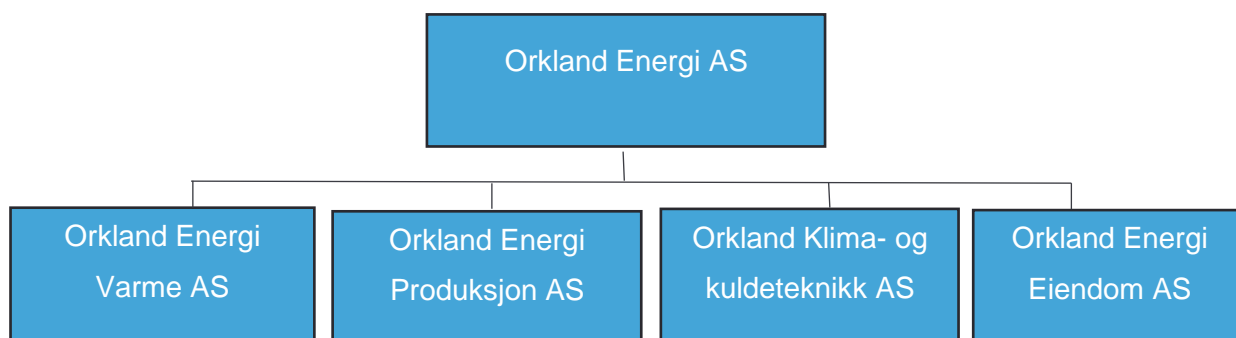 Orkland Energi AS
Orkland Energi
Varme AS
Orkland Energi
Produksjon AS
Orkland Klima- og
kuldeteknikk AS
Orkland Energi
Eiendom AS